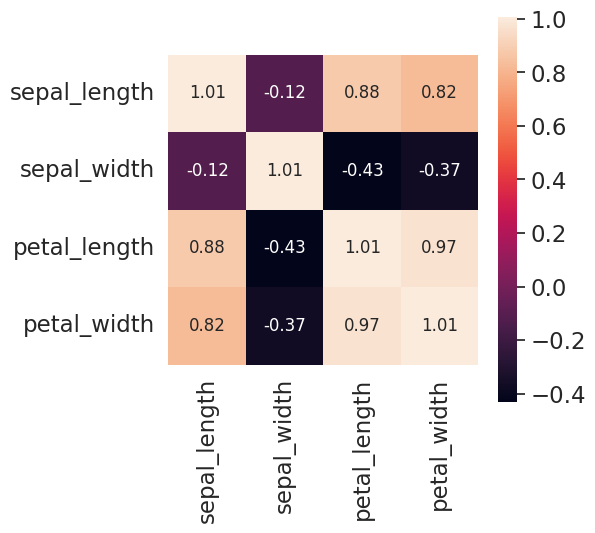 sepal_length 1.01 -0.12 0.88 0.82
sepal_width -0.12 1.01 -0.43 -0.37
petal_length 0.88 -0.43 1.01 0.97
petal_width 0.82 -0.37 0.97 1.01
sepal_length
sepal_width
petal_length
petal_width
1.0
0.8
0.6
0.4
0.2
0.0
−0.2
−0.4